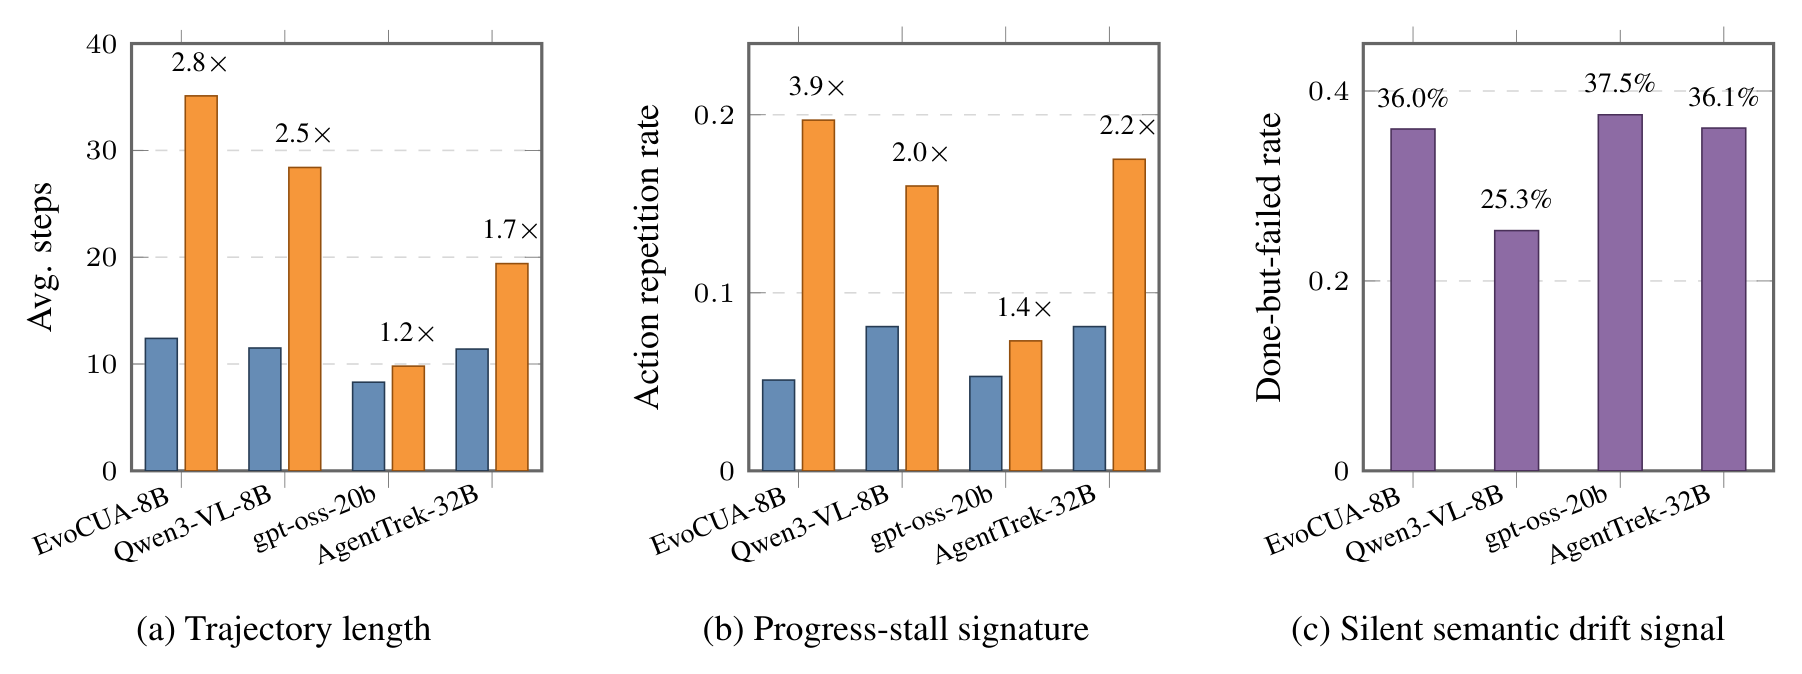 40
30
20
10
0
Avg. steps
2.8×
2.5×
1.2×
1.7×
EvoCUA-8B
Qwen3-VL-8B
gpt-oss-20b
AgentTrek-32B
(a) Trajectory length
0.2
0.1
0
Action repetition rate
3.9×
2.0×
1.4×
2.2×
EvoCUA-8B
Qwen3-VL-8B
gpt-oss-20b
AgentTrek-32B
(b) Progress-stall signature
0.4
0.2
0
Done-but-failed rate
36.0%
25.3%
37.5%
36.1%
EvoCUA-8B
Qwen3-VL-8B
gpt-oss-20b
AgentTrek-32B
(c) Silent semantic drift signal